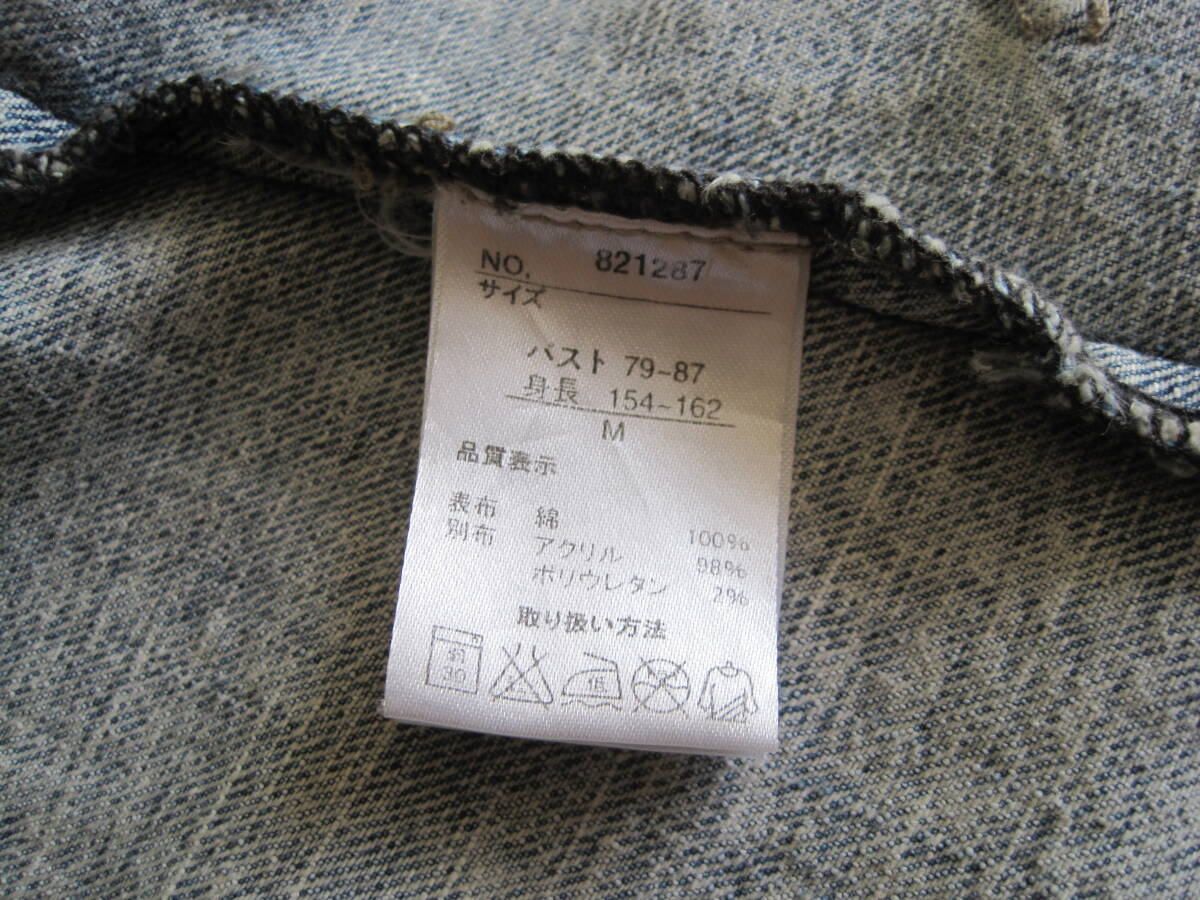 NO. 821287
サイズ
バスト 79~87
身長 154~162
M
品質表示
表布 綿 100%
別布 アクリル 98%
ポリウレタン 2%
取り扱い方法
弱 30